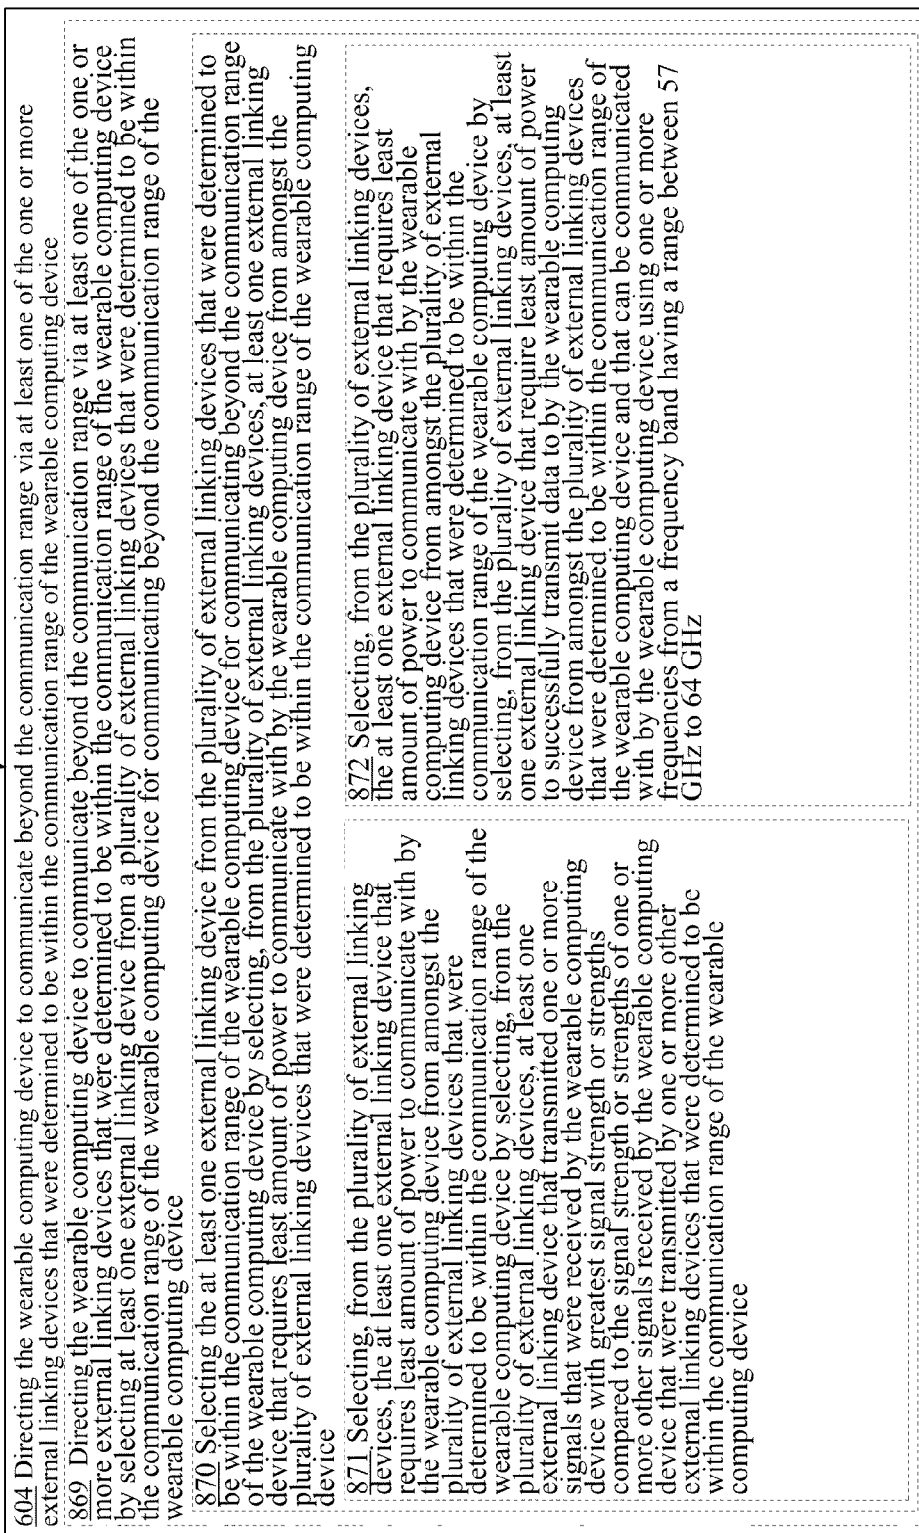 604 Directing the wearable computing device to communicate beyond the communication range via at least one of the one or more
external linking devices that were determined to be within the communication range of the wearable computing device
869 Directing the wearable computing device to communicate beyond the communication range via at least one of the one or
more external linking devices that were determined to be within the communication range of the wearable computing device
by selecting at least one external linking device from a plurality of external linking devices that were determined to be within
the communication range of the wearable computing device for communicating beyond the communication range of the
wearable computing device
870 Selecting the at least one external linking device from the plurality of external linking devices that were determined to
be within the communication range of the wearable computing device for communicating beyond the communication range
of the wearable computing device by selecting, from the plurality of external linking devices, at least one external linking
device that requires least amount of power to communicate with by the wearable computing device from amongst the
plurality of external linking devices that were determined to be within the communication range of the wearable computing
device
871 Selecting, from the plurality of external linking
devices, the at least one external linking device that
requires least amount of power to communicate with by
the wearable computing device from amongst the
plurality of external linking devices that were
determined to be within the communication range of the
wearable computing device by selecting, from the
plurality of external linking devices, at least one
external linking device that transmitted one or more
signals that were received by the wearable computing
device with greatest signal strength or strengths
compared to the signal strength or strengths of one or
more other signals received by the wearable computing
device that were transmitted by one or more other
external linking devices that were determined to be
within the communication range of the wearable
computing device
872 Selecting, from the plurality of external linking devices,
the at least one external linking device that requires least
amount of power to communicate with by the wearable
computing device from amongst the plurality of external
linking devices that were determined to be within the
communication range of the wearable computing device by
selecting, from the plurality of external linking devices, at least
one external linking device that require least amount of power
to successfully transmit data to by the wearable computing
device from amongst the plurality of external linking devices
that were determined to be within the communication range of
the wearable computing device and that can be communicated
with by the wearable computing device using one or more
frequencies from a frequency band having a range between 57
GHz to 64 GHz